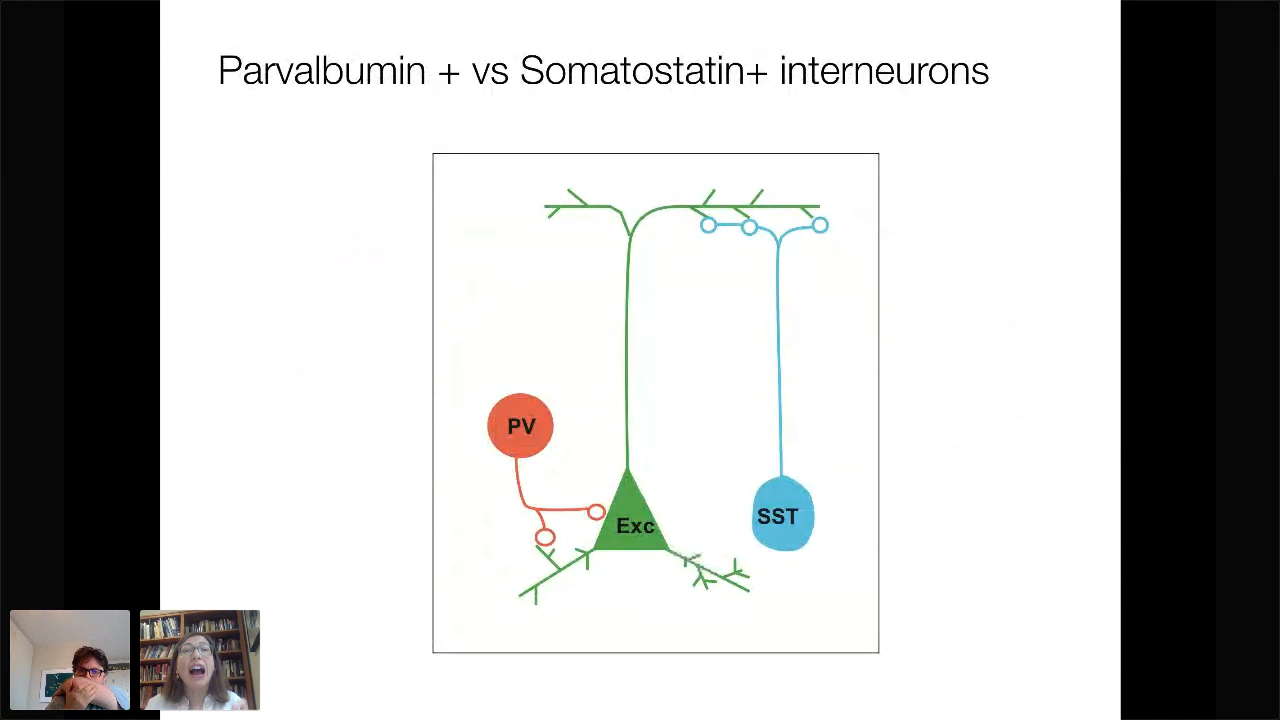 Parvalbumin + vs Somatostatin+ interneurons
PV
Exc
SST